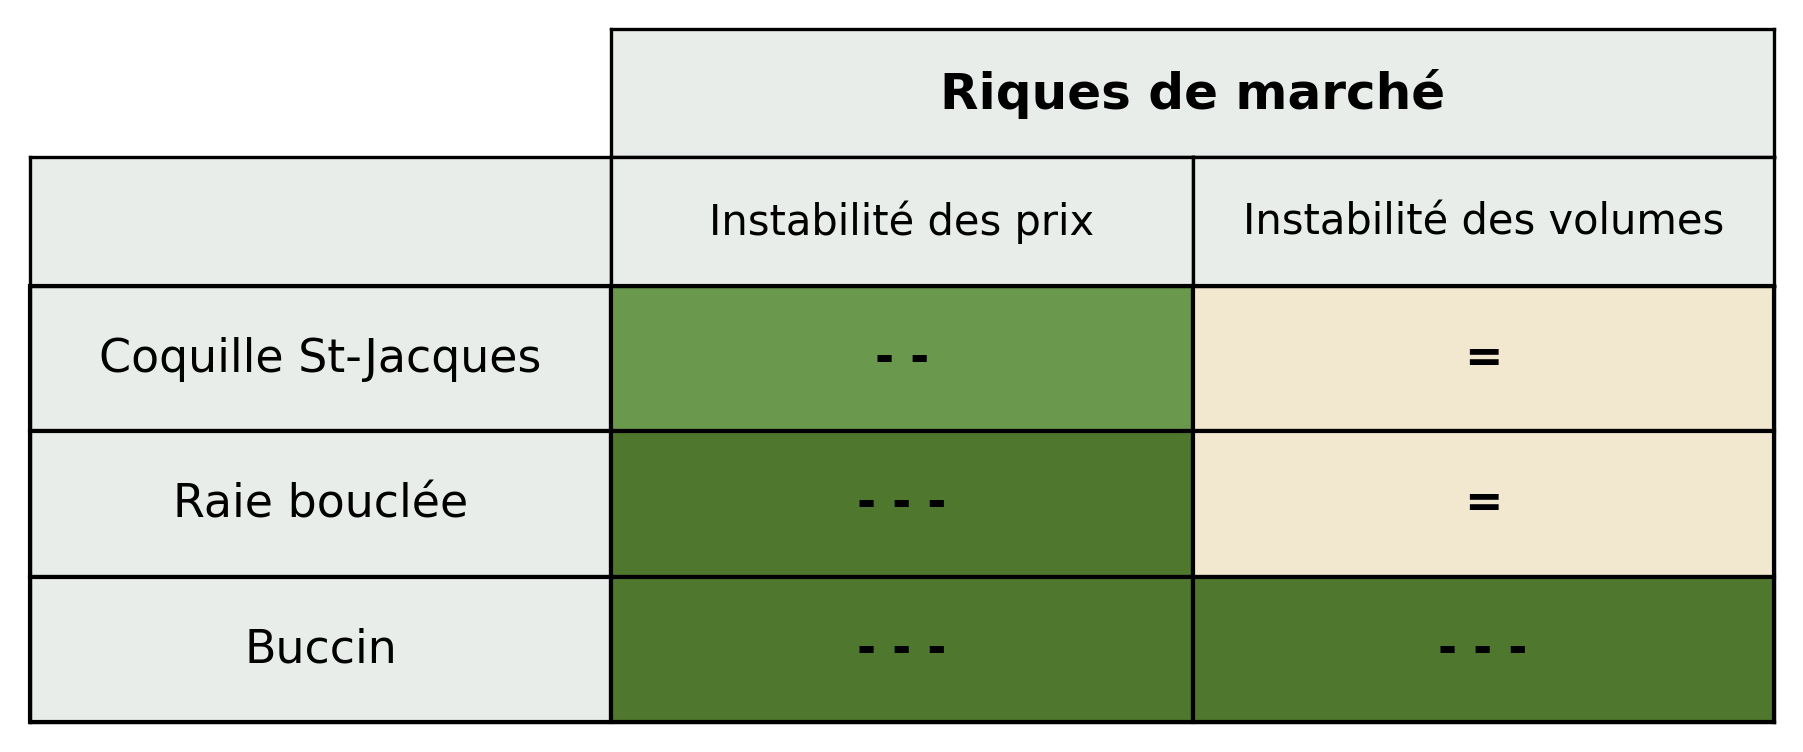 Riques de marché
Instabilité des prix Instabilité des volumes
Coquille St-Jacques - - =
Raie bouclée - - - =
Buccin - - - - - -